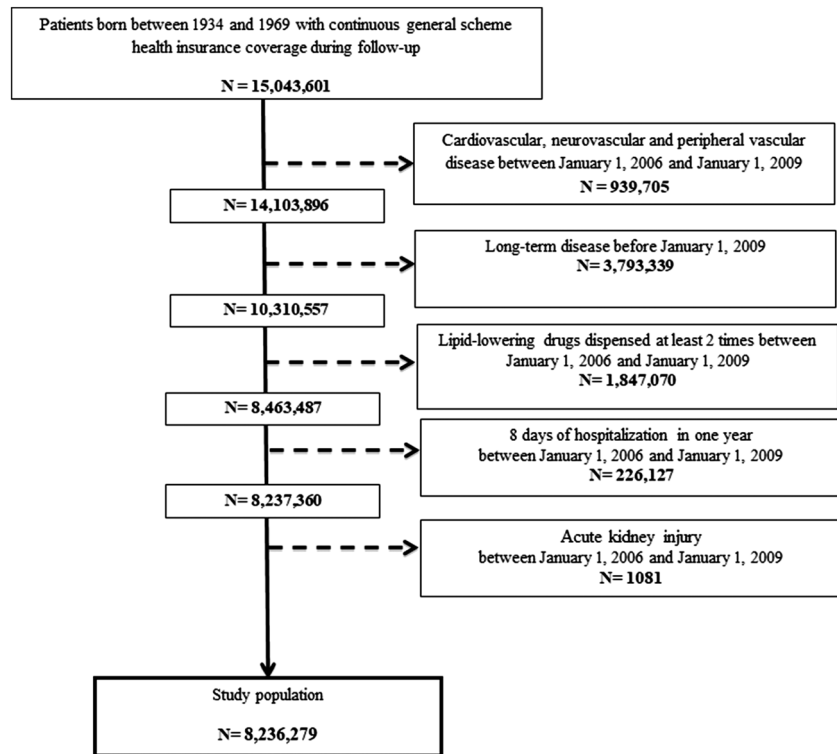 Patients born between 1934 and 1969 with continuous general scheme
health insurance coverage during follow-up
N = 15,043,601
Cardiovascular, neurovascular and peripheral vascular
disease between January 1, 2006 and January 1, 2009
N = 939,705
N= 14,103,896
Long-term disease before January 1, 2009
N= 3,793,339
N= 10,310,557
Lipid-lowering drugs dispensed at least 2 times between
January 1, 2006 and January 1, 2009
N= 1,847,070
N= 8,463,487
8 days of hospitalization in one year
between January 1, 2006 and January 1, 2009
N= 226,127
N= 8,237,360
Acute kidney injury
between January 1, 2006 and January 1, 2009
N= 1081
Study population
N= 8,236,279